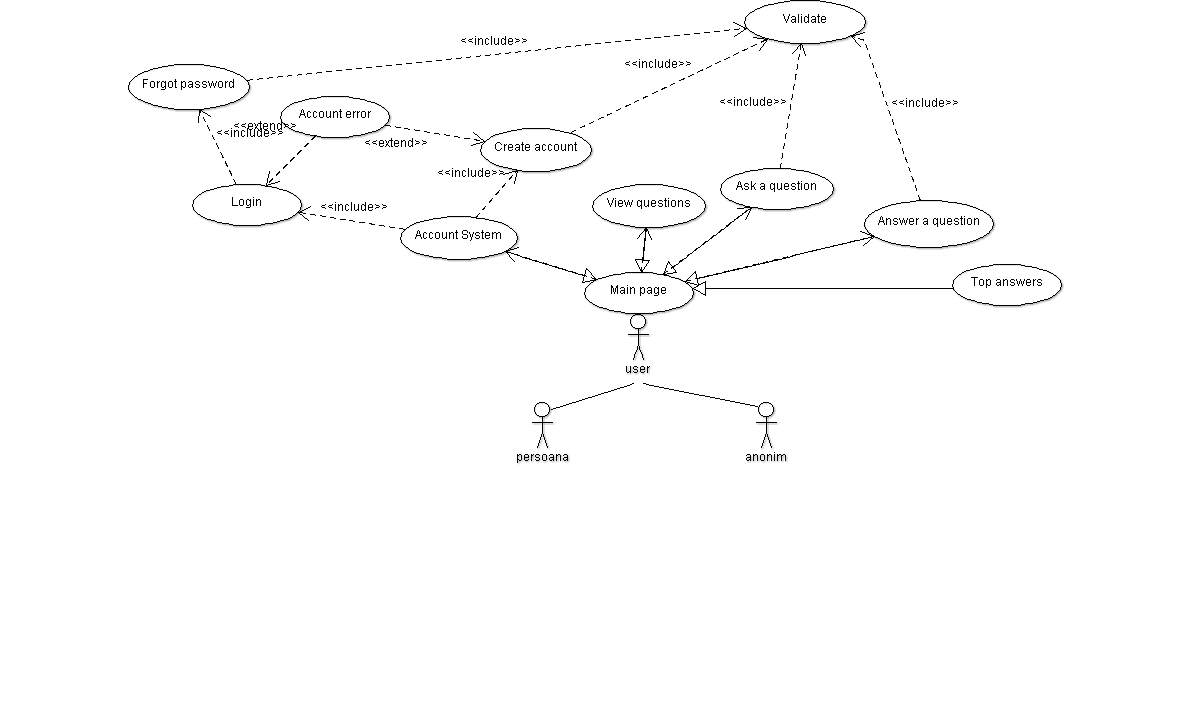 Validate
<<include>>
<<include>>
Forgot password
Account error
<<extend>>
<<include>>
<<extend>>
Create account
<<include>>
<<include>>
<<include>>
Login
<<include>>
View questions
Ask a question
Answer a question
Account System
Main page
Top answers
user
persoana
anonim